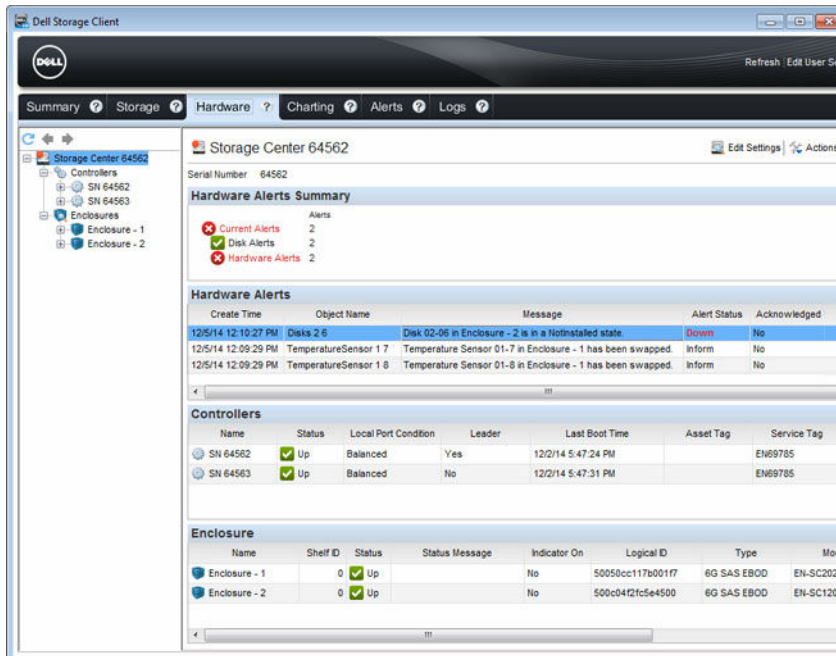 Dell Storage Client
DELL
Refresh Edit User
Summary ? Storage ? Hardware ? Charting ? Alerts ? Logs ?
Storage Center 64562
Controllers
SN 64562
SN 64563
Enclosures
Enclosure - 1
Enclosure - 2
Storage Center 64562 Edit Settings Actions
Serial Number 64562
Hardware Alerts Summary
Alerts
Current Alerts 2
Disk Alerts 2
Hardware Alerts 2
Hardware Alerts
Create Time Object Name Message Alert Status Acknowledged
12/5/14 12:10:27 PM Disks 2 6 Disk 02-06 in Enclosure - 2 is in a NotInstalled state. Down No
12/5/14 12:09:29 PM TemperatureSensor 1 7 Temperature Sensor 01-7 in Enclosure - 1 has been swapped. Inform No
12/5/14 12:09:29 PM TemperatureSensor 1 8 Temperature Sensor 01-8 in Enclosure - 1 has been swapped. Inform No
Controllers
Name Status Local Port Condition Leader Last Boot Time Asset Tag Service Tag
SN 64562 Up Balanced Yes 12/2/14 5:47:24 PM EN69785
SN 64563 Up Balanced No 12/2/14 5:47:31 PM EN69785
Enclosure
Name Shelf ID Status Status Message Indicator On Logical ID Type Mo
Enclosure - 1 0 Up No 50050cc117b001f7 6G SAS EBOD EN-SC202
Enclosure - 2 0 Up No 500c04f2fc5e4500 6G SAS EBOD EN-SC120